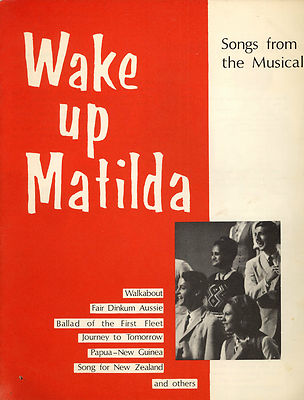 Wake
up
Matilda
Songs from
the Musical
Walkabout
Fair Dinkum Aussie
Ballad of the First Fleet
Journey to Tomorrow
Papua-New Guinea
Song for New Zealand
and others